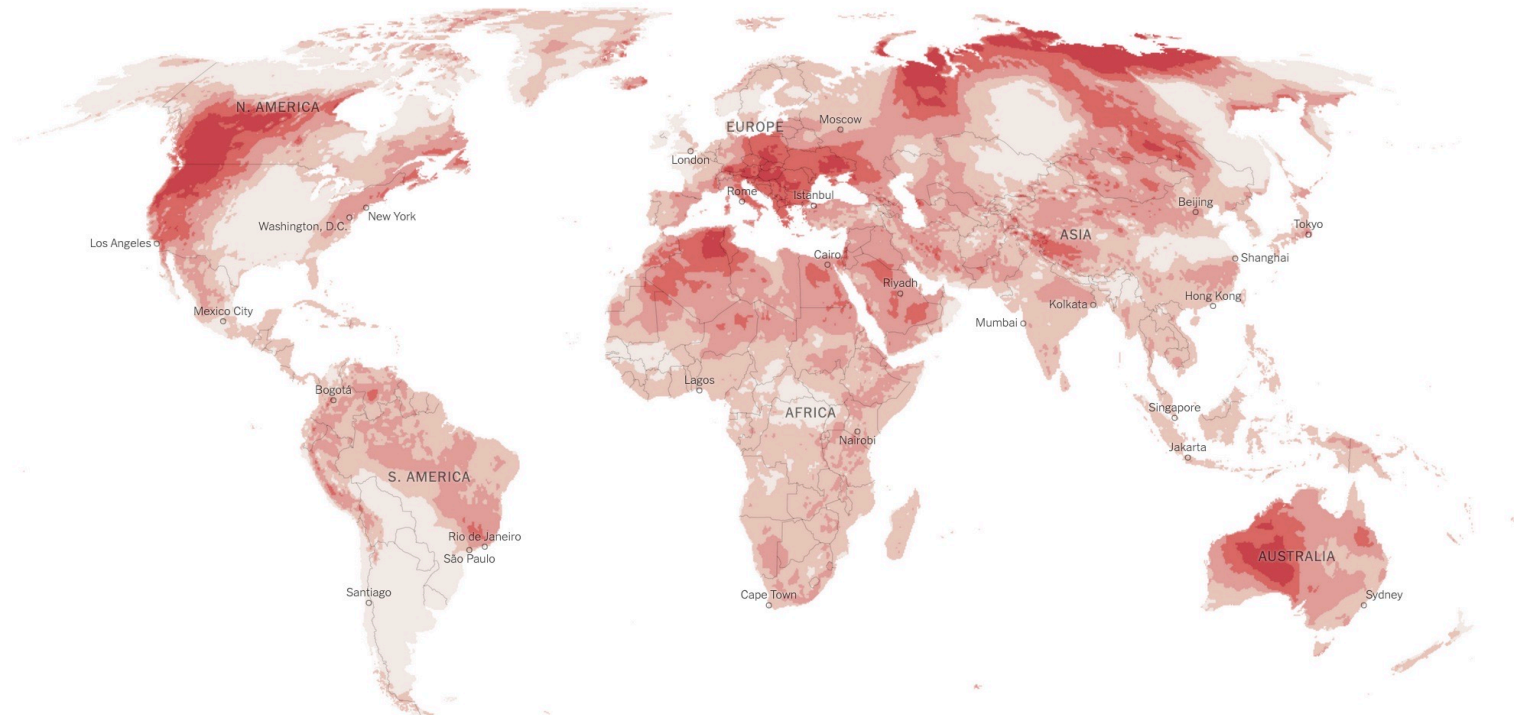 N. AMERICA
EUROPE
Moscow
London
Rome
Istanbul
New York
Washington, D.C.
Los Angeles
Beijing
Tokyo
ASIA
Cairo
Shanghai
Riyadh
Kolkata
Hong Kong
Mexico City
Mumbai
Lagos
Bogotá
AFRICA
Singapore
Nairobi
Jakarta
S. AMERICA
Rio de Janeiro
São Paulo
AUSTRALIA
Santiago
Cape Town
Sydney